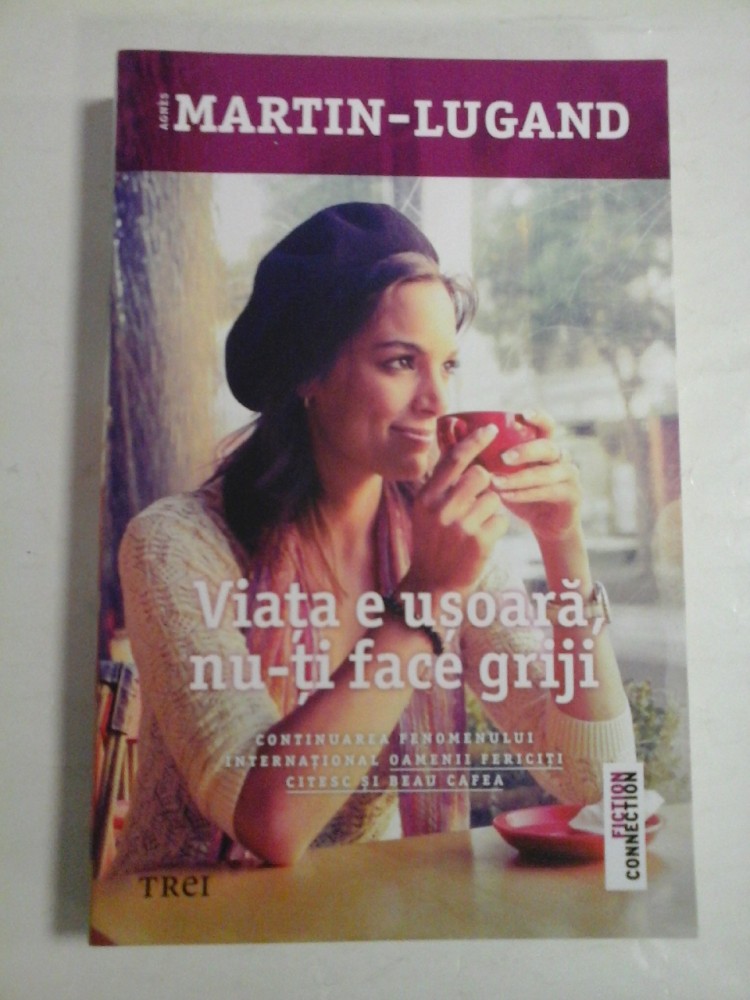 AGNÈS
MARTIN-LUGAND
Viața e ușoară,
nu-ți face griji
CONTINUAREA FENOMENULUI
INTERNAȚIONAL OAMENII FERICIȚI
CITESC ȘI BEAU CAFEA
FICTION
CONNECTION
TREI